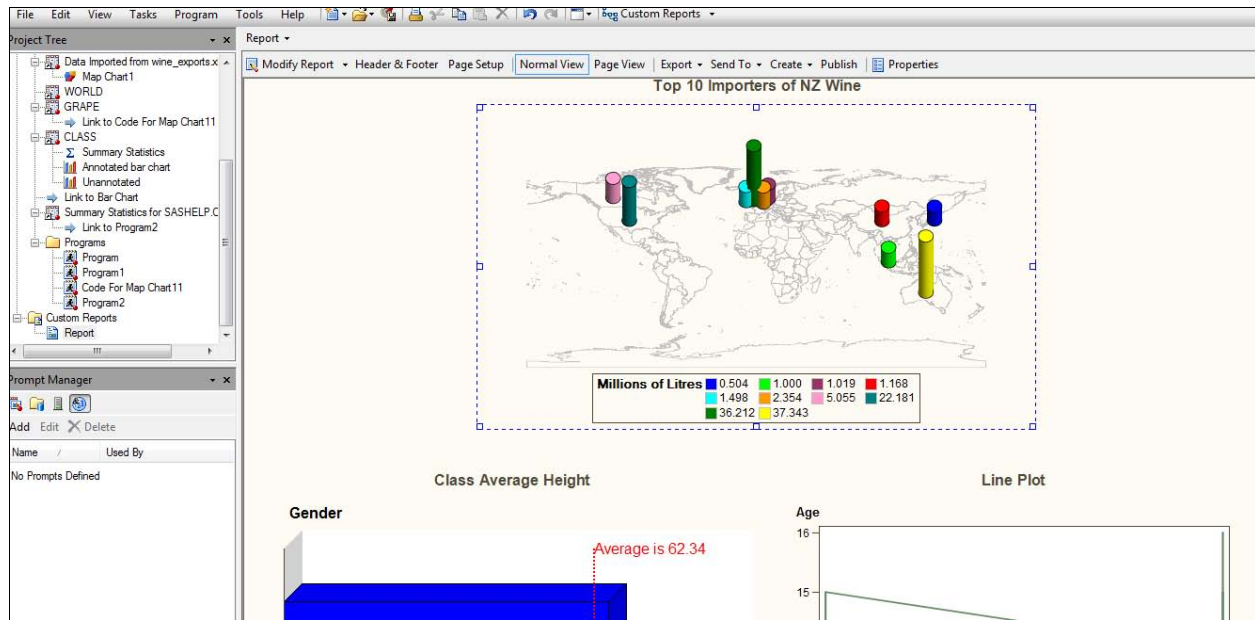 File Edit View Tasks Program Tools Help Custom Reports
Project Tree
Data Imported from wine_exports.x
Map Chart1
WORLD
GRAPE
Link to Code For Map Chart11
CLASS
Summary Statistics
Annotated bar chart
Unannotated
Link to Bar Chart
Summary Statistics for SASHELP.C
Link to Program2
Programs
Program
Program1
Code For Map Chart11
Program2
Custom Reports
Report
Prompt Manager
Add Edit Delete
Name Used By
No Prompts Defined
Report
Modify Report Header & Footer Page Setup Normal View Page View Export Send To Create Publish Properties
Top 10 Importers of NZ Wine
Millions of Litres 0.504 1.000 1.019 1.168
1.498 2.354 5.055 22.181
36.212 37.343
Class Average Height
Gender
Average is 62.34
Line Plot
Age
16
15